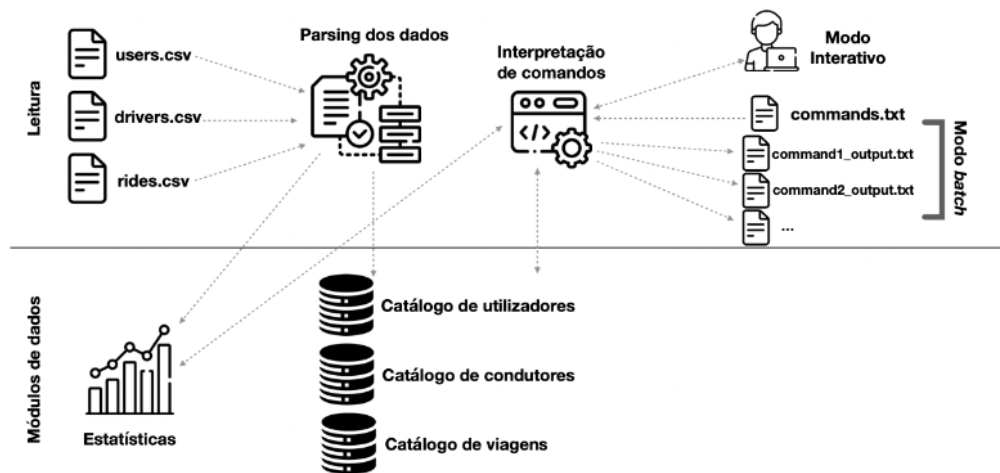 Leitura
users.csv
drivers.csv
rides.csv
Parsing dos dados
Interpretação
de comandos
</>
Modo
Interativo
commands.txt
command1_output.txt
command2_output.txt
...
Modo batch
Módulos de dados
Estatísticas
Catálogo de utilizadores
Catálogo de condutores
Catálogo de viagens